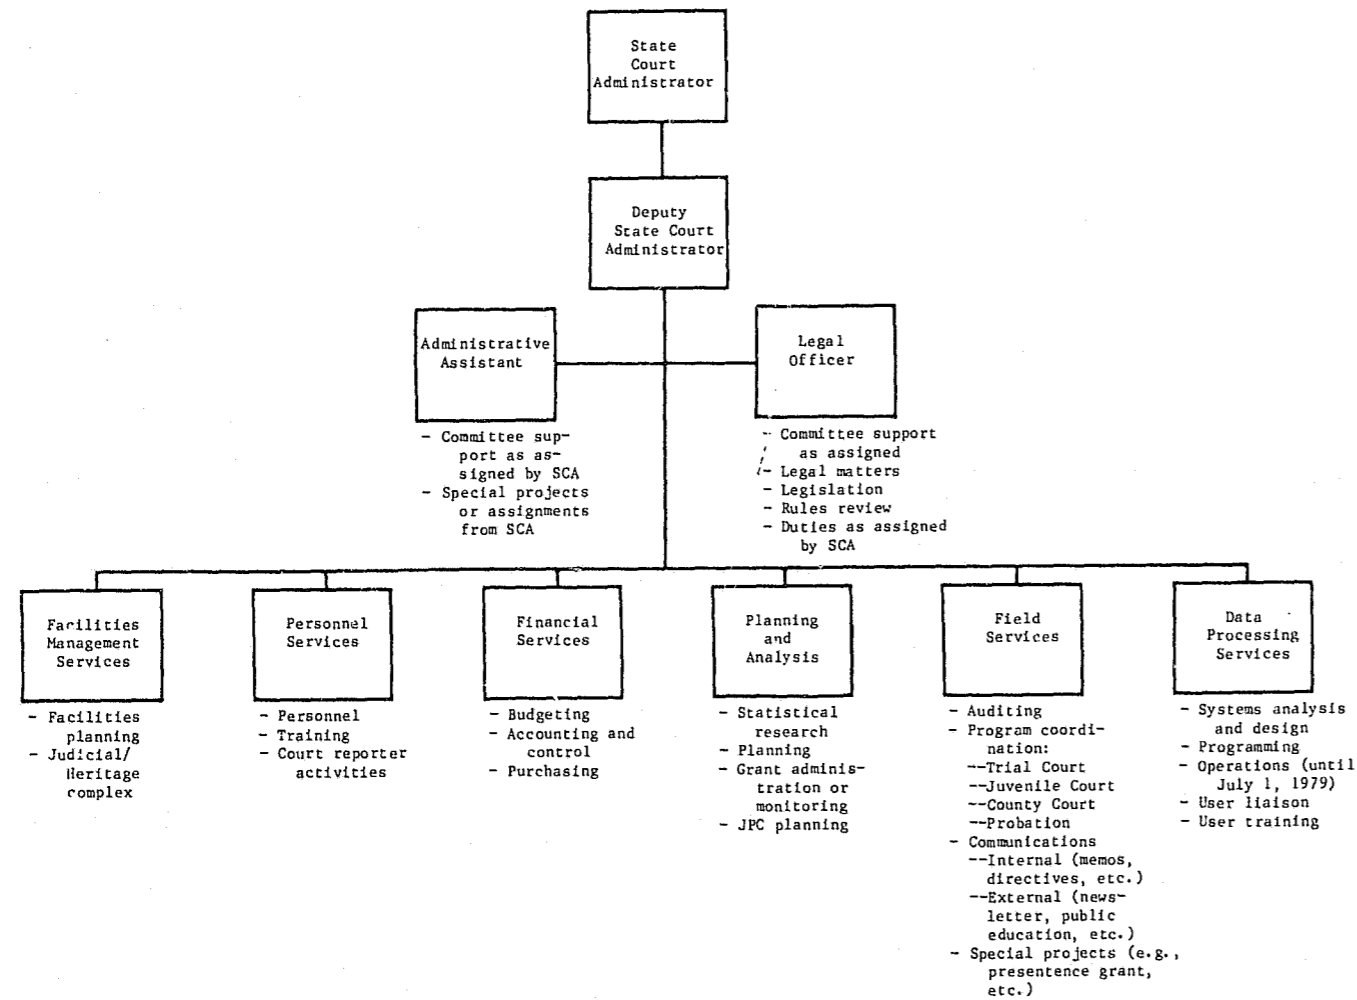 State
Court
Administrator
Deputy
State Court
Administrator
Administrative
Assistant
- Committee sup-
port as as-
signed by SCA
- Special projects
or assignments
from SCA
Legal
Officer
- Committee support
as assigned
- Legal matters
- Legislation
- Rules review
- Duties as assigned
by SCA
Facilities
Management
Services
- Facilities
planning
- Judicial/
Heritage
complex
Personnel
Services
- Personnel
- Training
- Court reporter
activities
Financial
Services
- Budgeting
- Accounting and
control
- Purchasing
Planning
and
Analysis
- Statistical
research
- Planning
- Grant adminis-
tration or
monitoring
- JPC planning
Field
Services
- Auditing
- Program coordi-
nation:
--Trial Court
--Juvenile Court
--County Court
--Probation
- Communications
--Internal (memos,
directives, etc.)
--External (news-
letter, public
education, etc.)
- Special projects (e.g.,
presentence grant,
etc.)
Data
Processing
Services
- Systems analysis
and design
- Programming
- Operations (until
July 1, 1979)
- User liaison
- User training